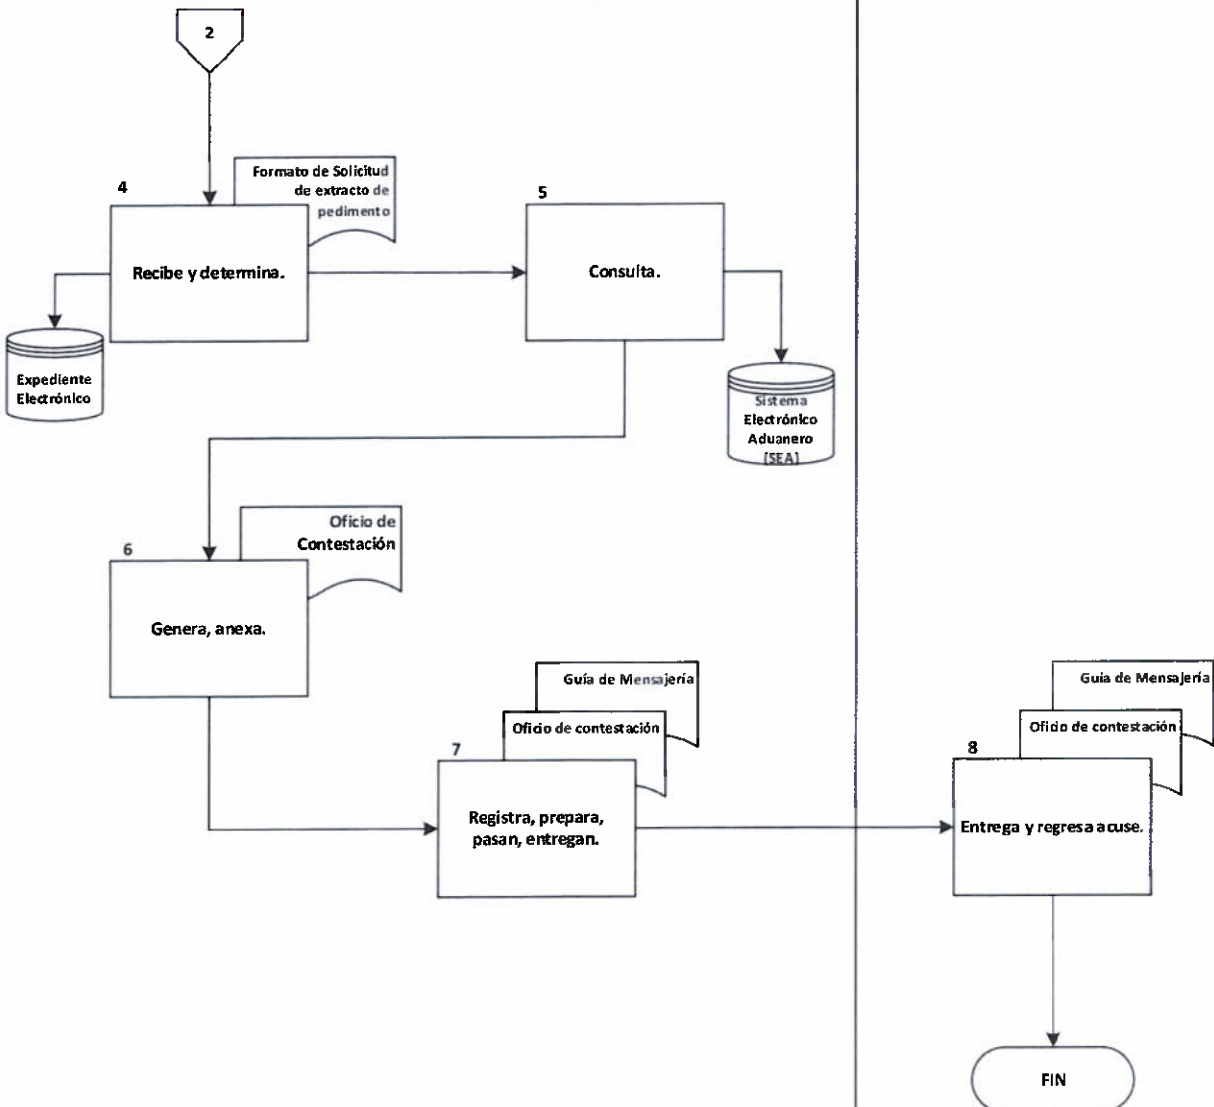 2
4
Formato de Solicitud
de extracto de
pedimento
Recibe y determina.
Expediente
Electrónico
5
Consulta.
Sistema
Electrónico
Aduanero
(SEA)
6
Oficio de
Contestación
Genera, anexa.
7
Guía de Mensajería
Oficio de contestación
Registra, prepara,
pasan, entregan.
8
Guía de Mensajería
Oficio de contestación
Entrega y regresa acuse.
FIN